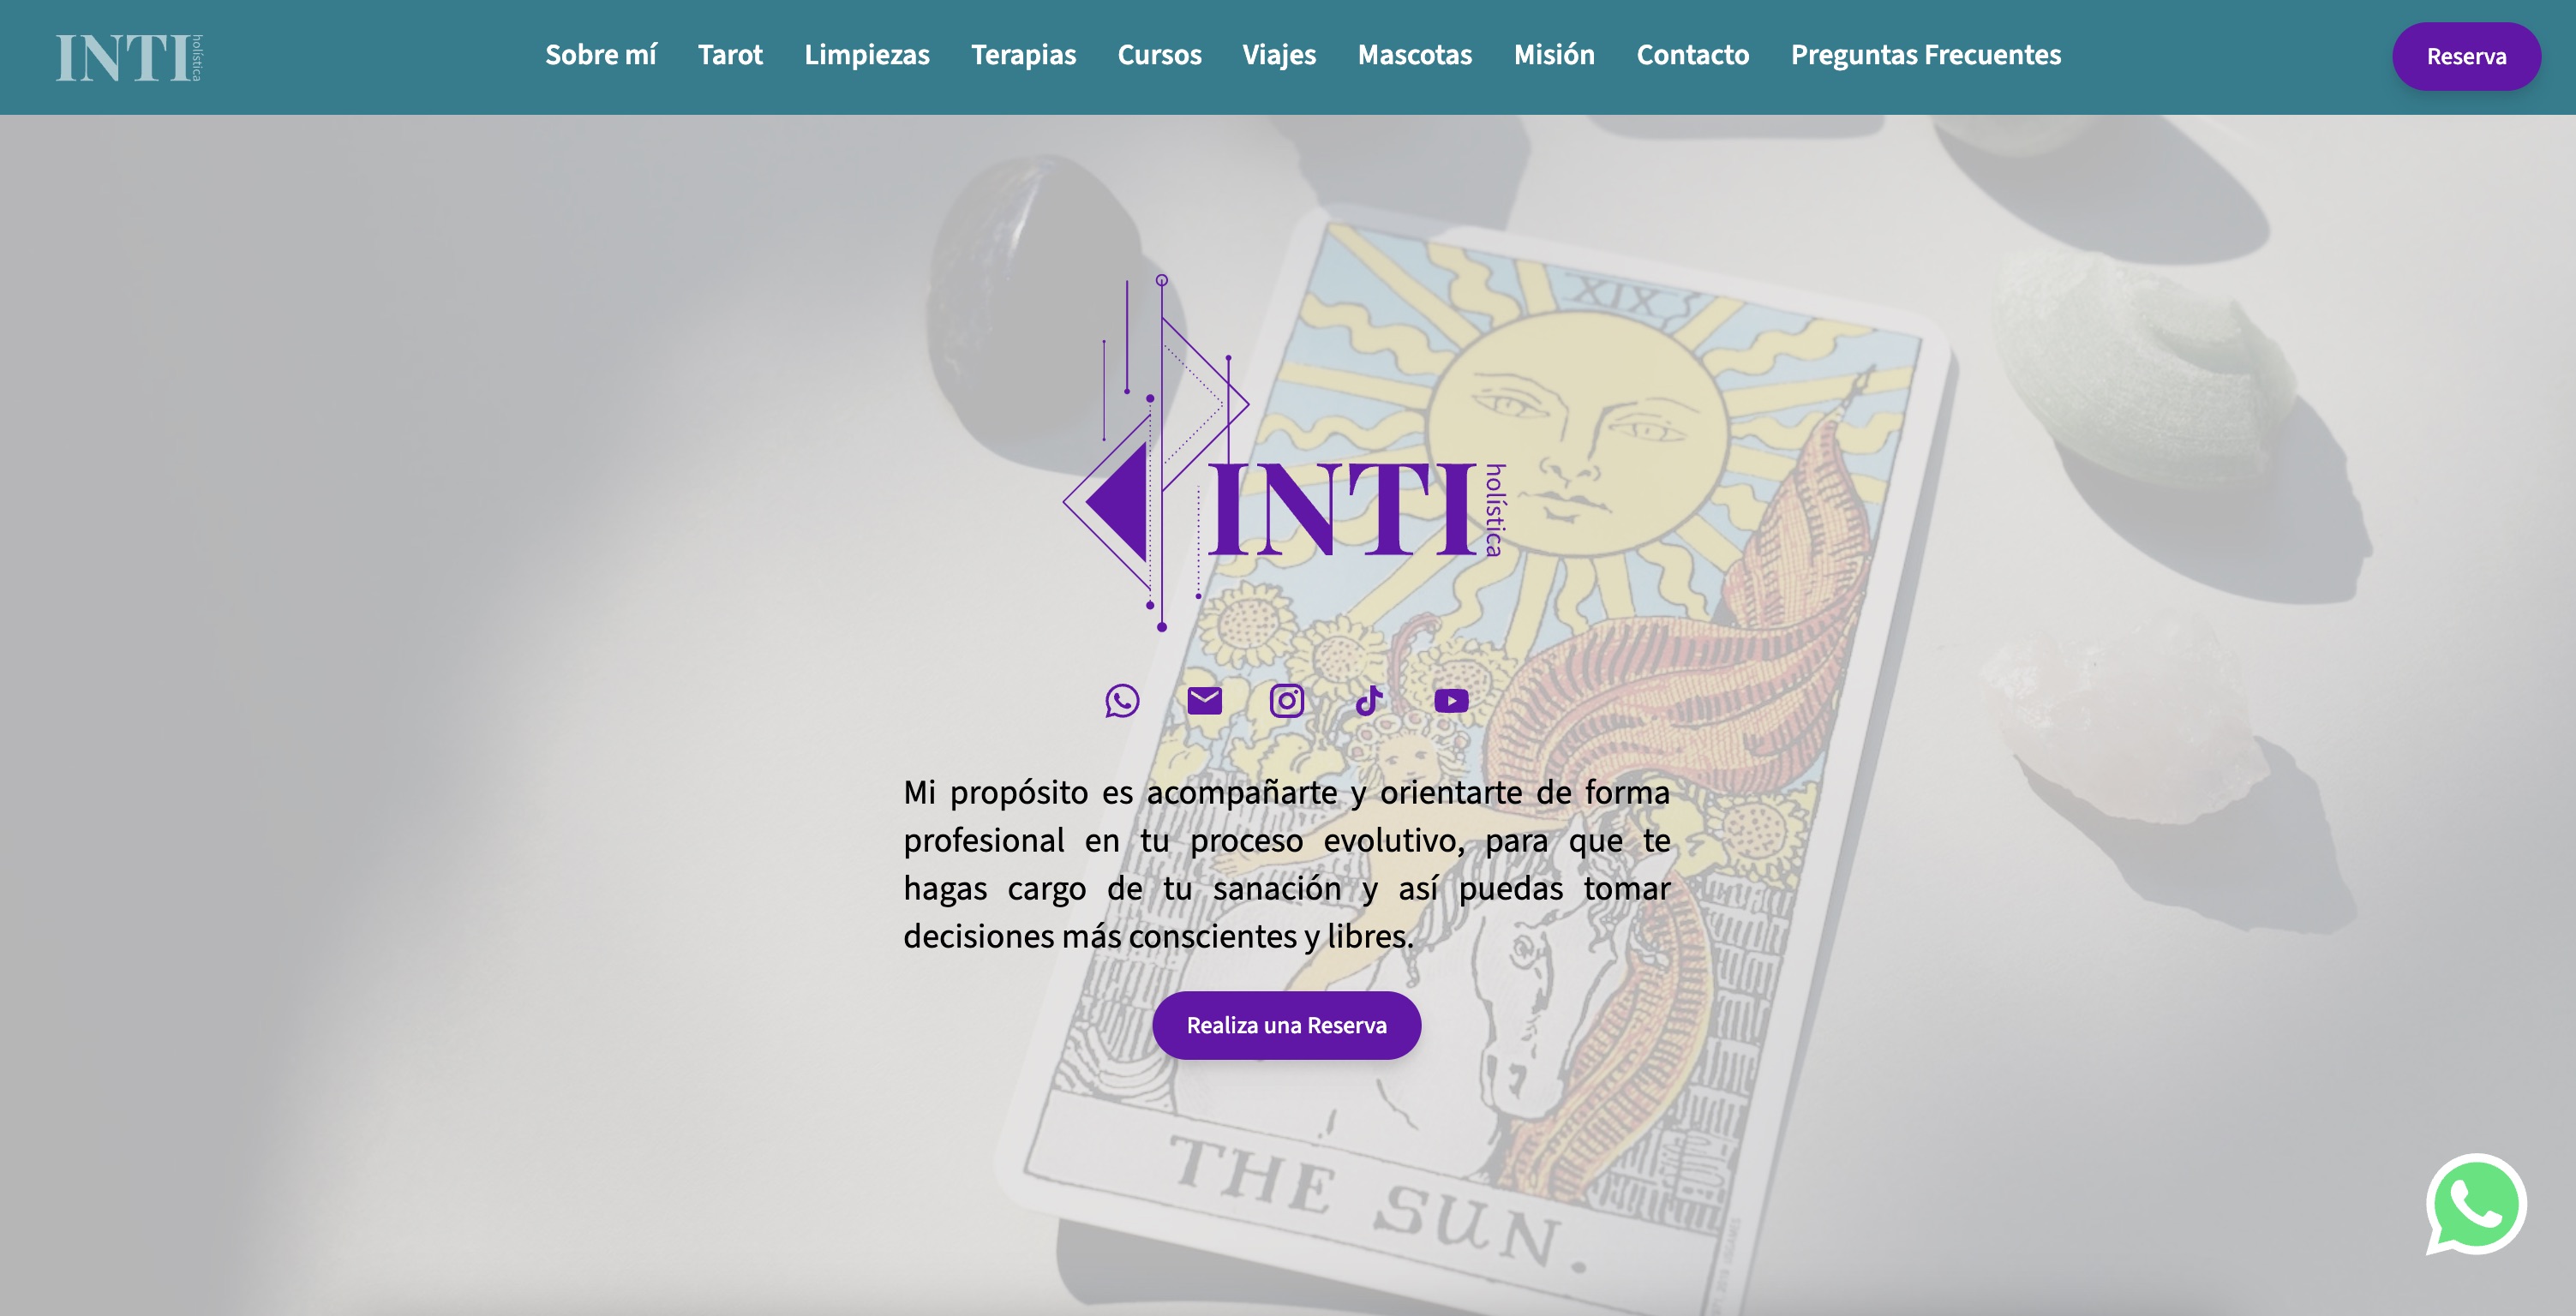 INTI holística
Sobre mí Tarot Limpiezas Terapias Cursos Viajes Mascotas Misión Contacto Preguntas Frecuentes
Reserva
XIX
INTI holística
Mi propósito es acompañarte y orientarte de forma
profesional en tu proceso evolutivo, para que te
hagas cargo de tu sanación y así puedas tomar
decisiones más conscientes y libres.
Realiza una Reserva
THE SUN.